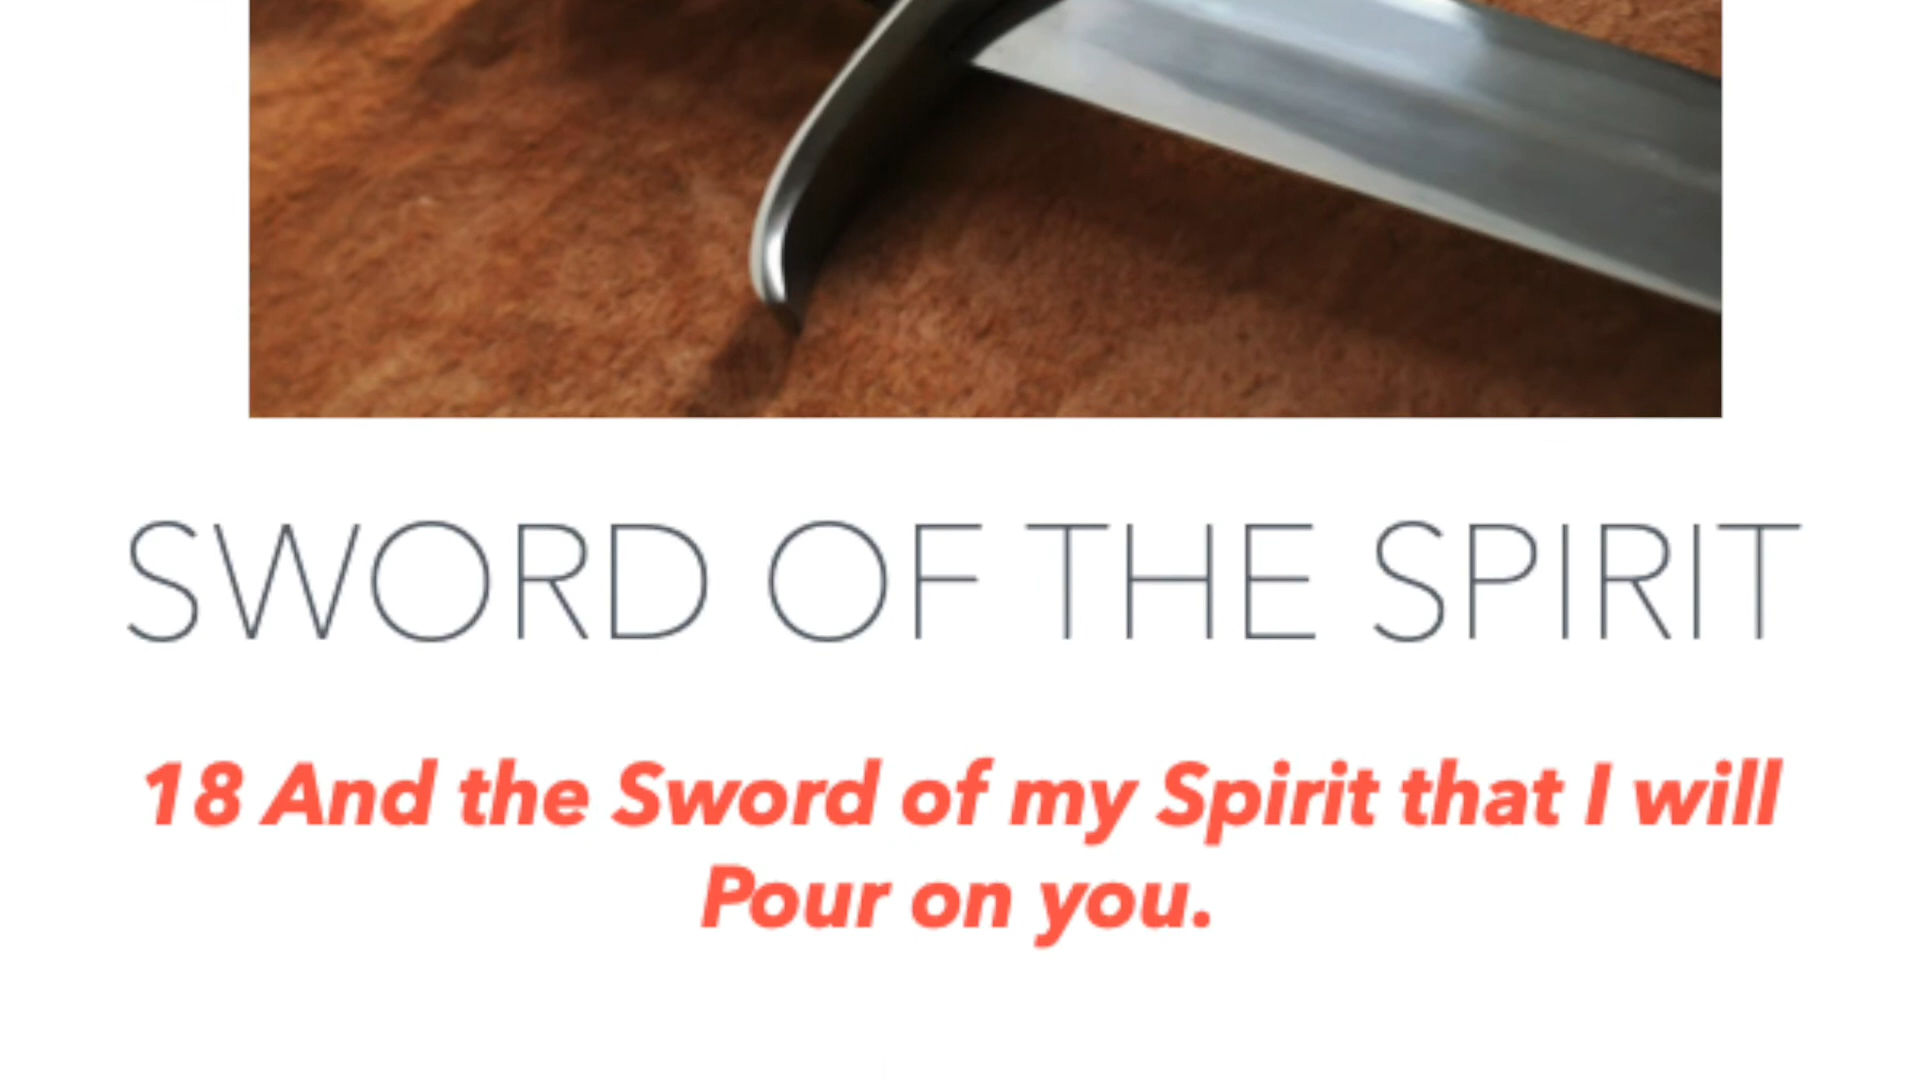 SWORD OF THE SPIRIT
18 And the Sword of my Spirit that I will
Pour on you.